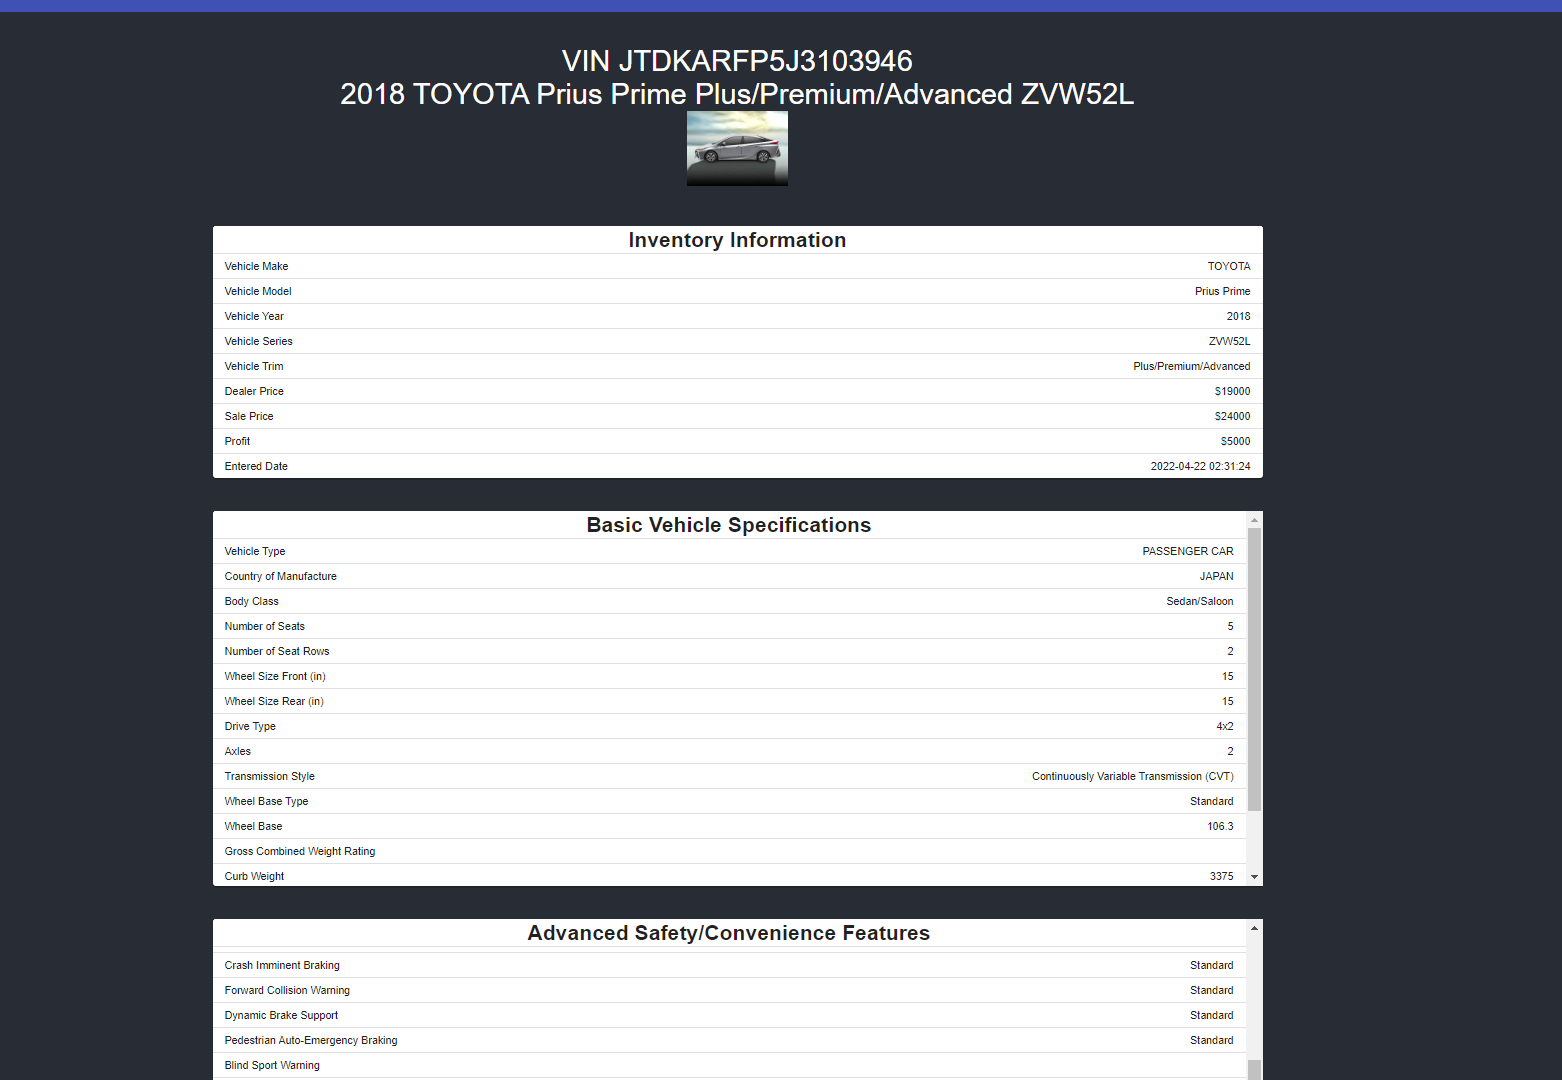 VIN JTDKARFP5J3103946
2018 TOYOTA Prius Prime Plus/Premium/Advanced ZVW52L
Inventory Information
Vehicle Make TOYOTA
Vehicle Model Prius Prime
Vehicle Year 2018
Vehicle Series ZVW52L
Vehicle Trim Plus/Premium/Advanced
Dealer Price $19000
Sale Price $24000
Profit $5000
Entered Date 2022-04-22 02:31:24
Basic Vehicle Specifications
Vehicle Type PASSENGER CAR
Country of Manufacture JAPAN
Body Class Sedan/Saloon
Number of Seats 5
Number of Seat Rows 2
Wheel Size Front (in) 15
Wheel Size Rear (in) 15
Drive Type 4x2
Axles 2
Transmission Style Continuously Variable Transmission (CVT)
Wheel Base Type Standard
Wheel Base 106.3
Gross Combined Weight Rating
Curb Weight 3375
Advanced Safety/Convenience Features
Crash Imminent Braking Standard
Forward Collision Warning Standard
Dynamic Brake Support Standard
Pedestrian Auto-Emergency Braking Standard
Blind Sport Warning